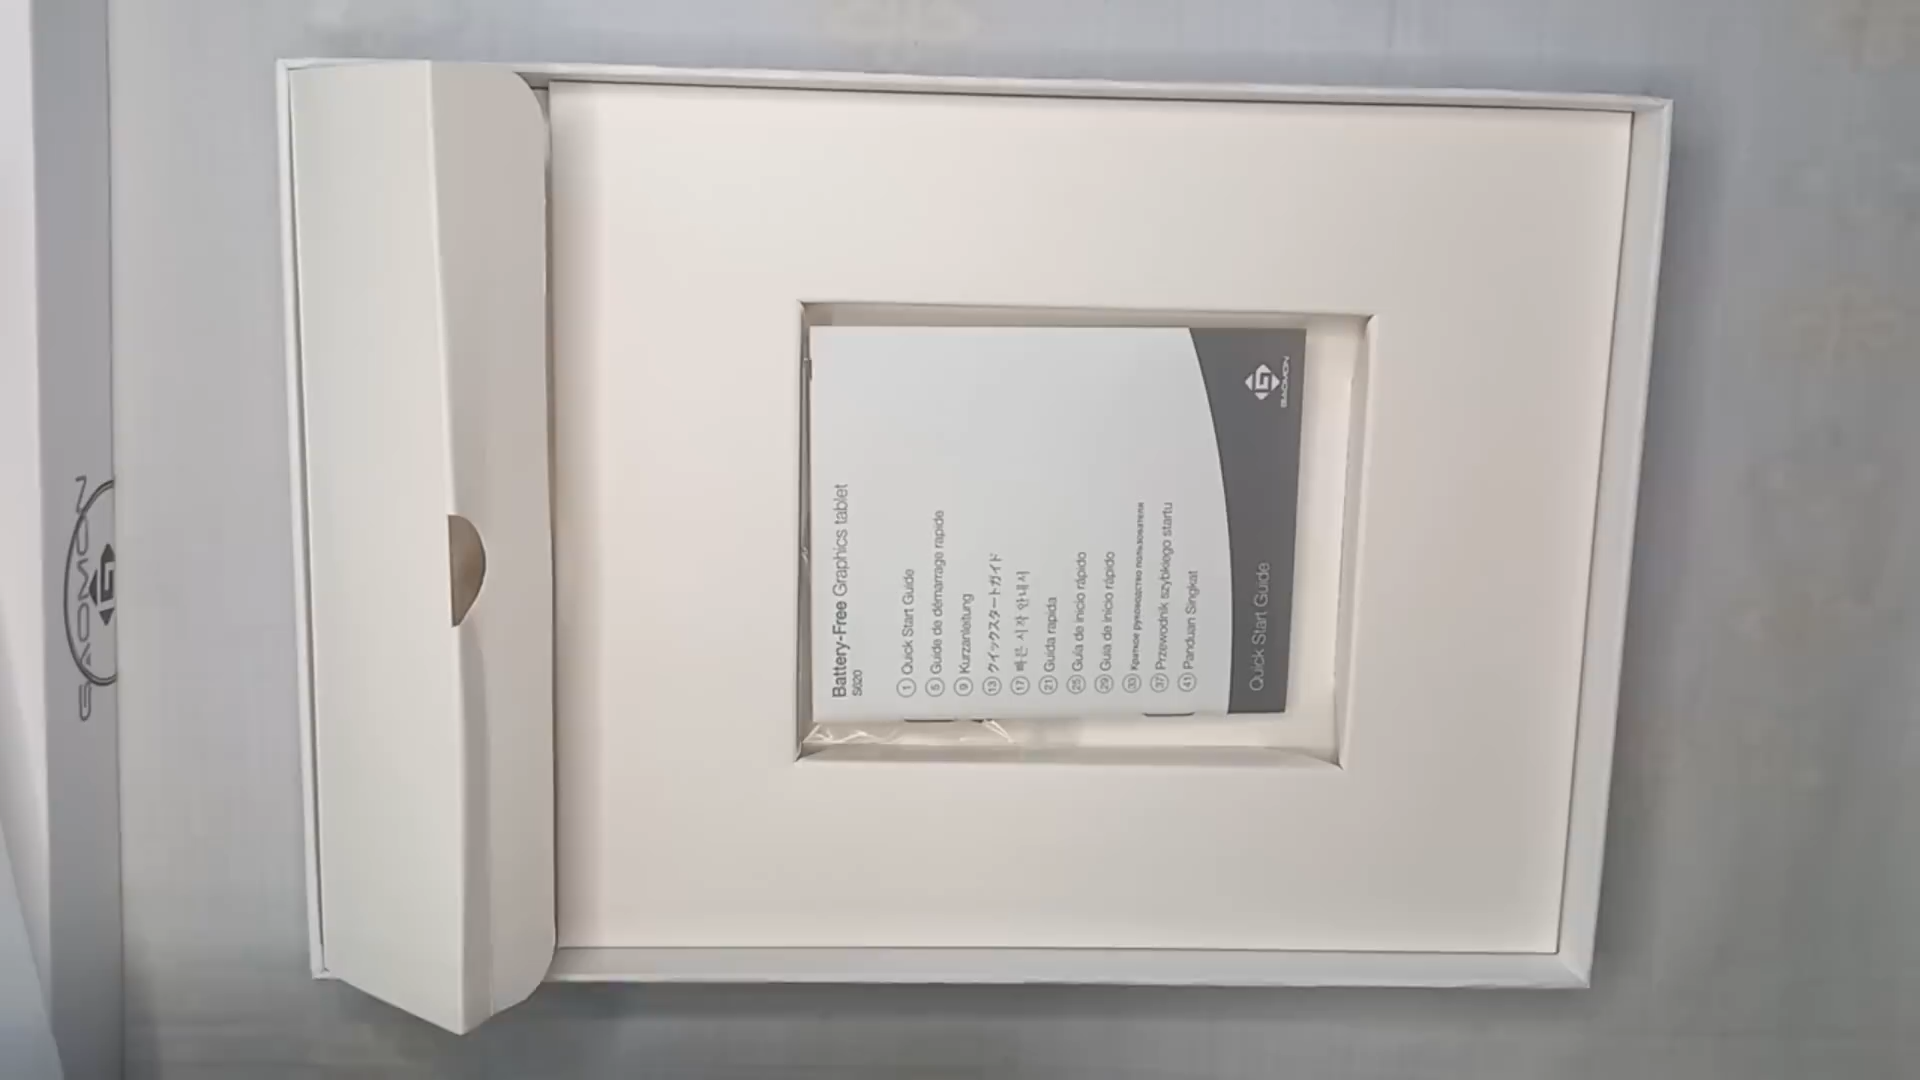 Battery-Free Graphics tablet
S620
1 Quick Start Guide
5 Guide de démarrage rapide
9 Kurzanleitung
13 クイックスタートガイド
17 빠른 시작 안내서
21 Guida rapida
25 Guía de inicio rápido
29 Guia de início rápido
33 Краткое руководство пользователя
37 Przewodnik szybkiego startu
41 Panduan Singkat
Quick Start Guide
GAOMON
GAOMON